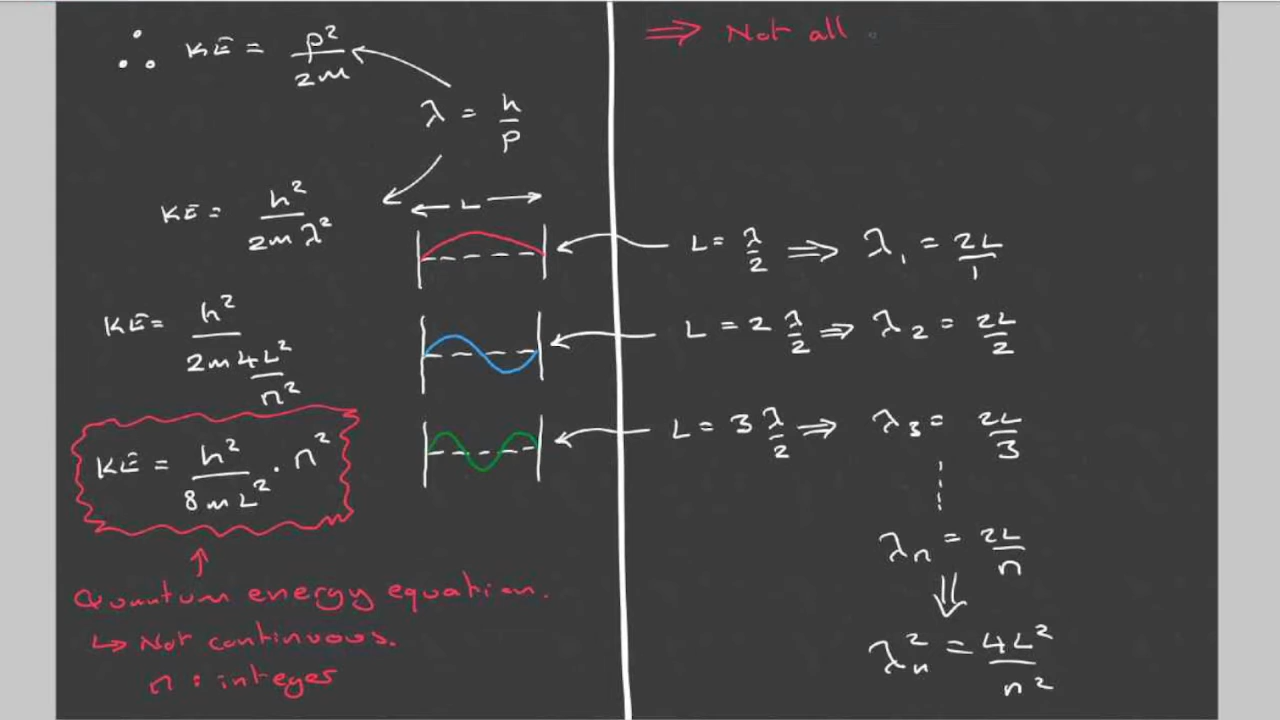 ∴ KE = p²/2m
λ = h/p
KE = h²/2mλ²
← L →
KE = h²/(2m 4L²/n²)
KE = h²/8mL² · n²
Quantum energy equation.
↳ Not continuous.
n : integer
⇒ Not all
L = λ/2 ⇒ λ₁ = 2L/1
L = 2 λ/2 ⇒ λ₂ = 2L/2
L = 3 λ/2 ⇒ λ₃ = 2L/3
λₙ = 2L/n
⇓
λₙ² = 4L²/n²